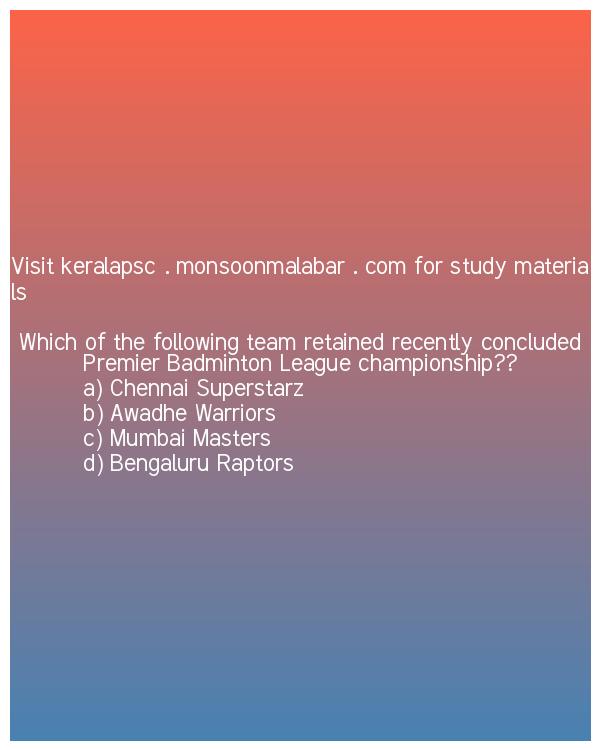 Visit keralapsc . monsoonmalabar . com for study materia
ls
Which of the following team retained recently concluded
Premier Badminton League championship??
a) Chennai Superstarz
b) Awadhe Warriors
c) Mumbai Masters
d) Bengaluru Raptors